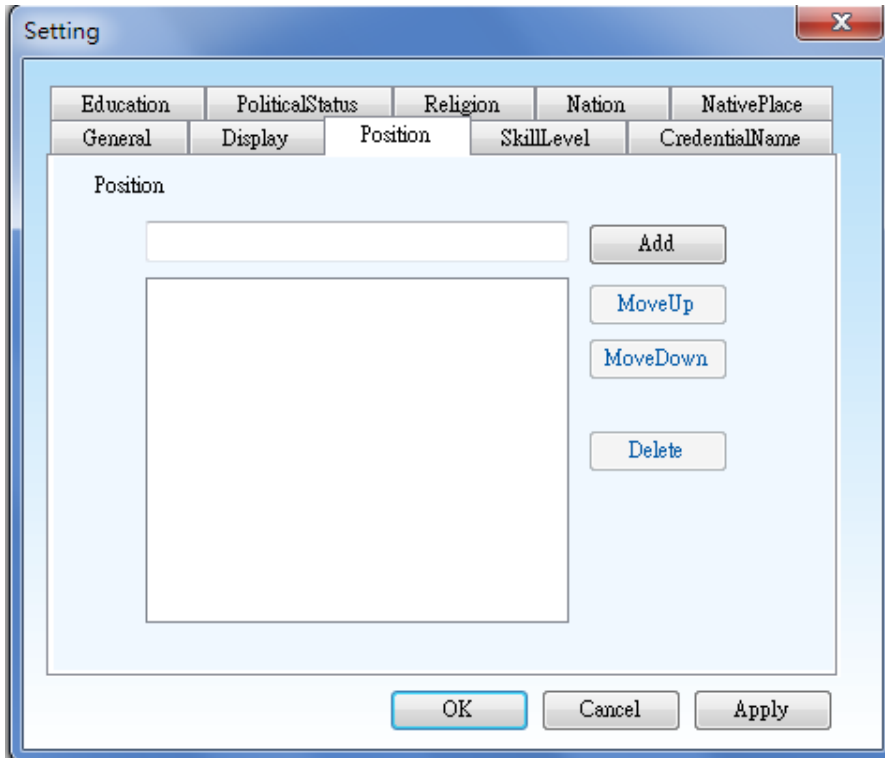 Setting
X
Education PoliticalStatus Religion Nation NativePlace
General Display Position SkillLevel CredentialName
Position
Add
MoveUp
MoveDown
Delete
OK Cancel Apply